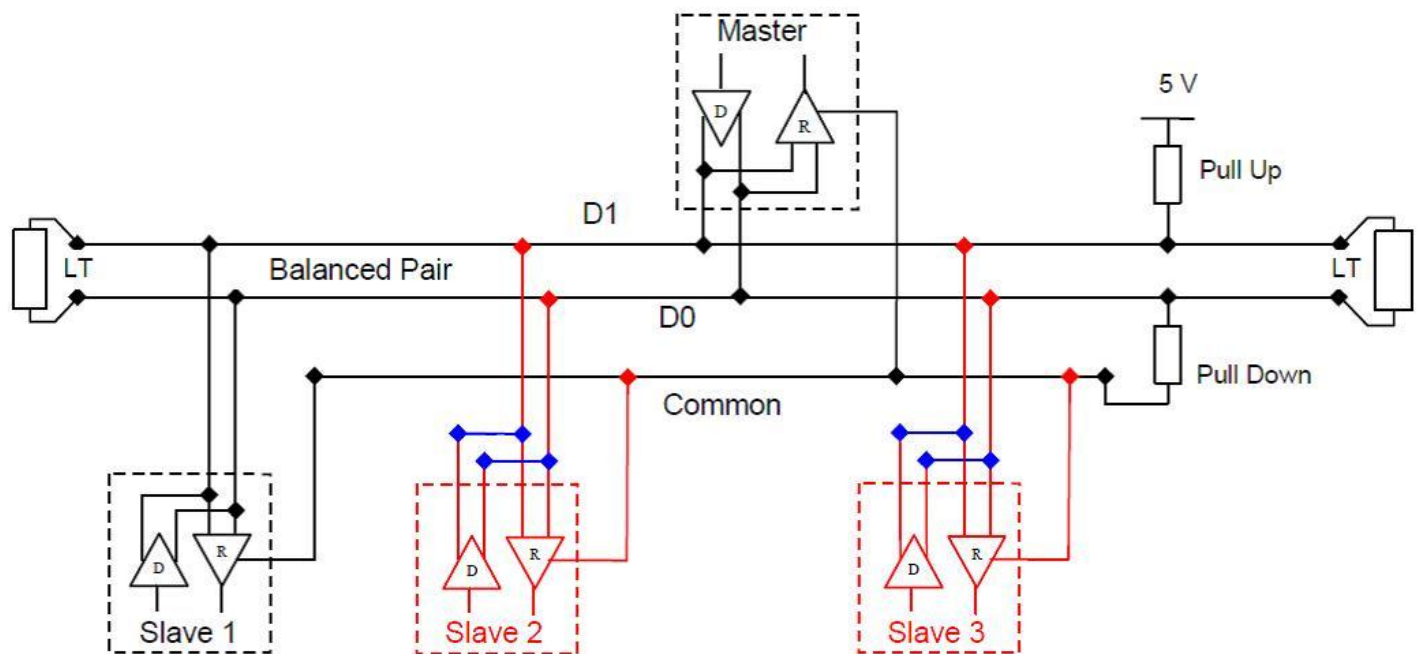 Master
D
R
5 V
Pull Up
D1
LT
Balanced Pair
LT
D0
Pull Down
Common
R
D
Slave 1
R
D
Slave 2
R
D
Slave 3